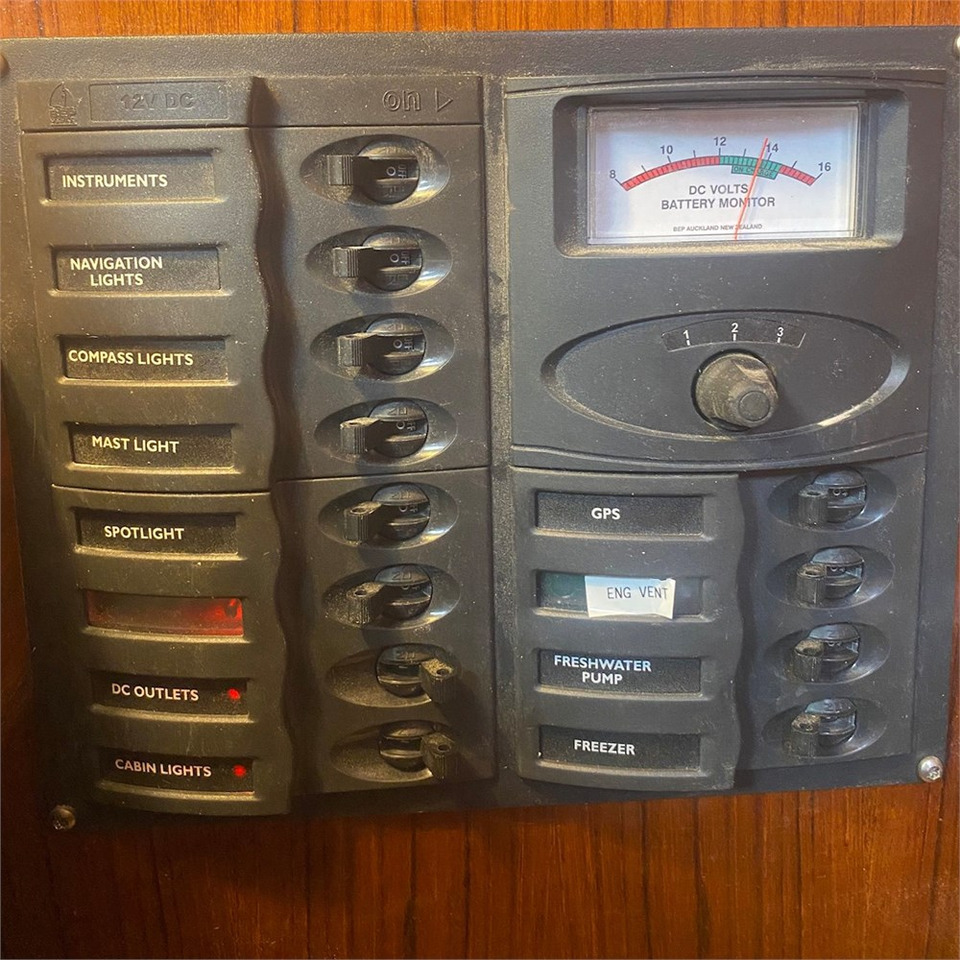 12V DC
on
INSTRUMENTS
NAVIGATION
LIGHTS
COMPASS LIGHTS
MAST LIGHT
SPOTLIGHT
DC OUTLETS
CABIN LIGHTS
8 10 12 14 16
DC VOLTS
BATTERY MONITOR
BEP AUCKLAND NEW ZEALAND
1 2 3
GPS
ENG VENT
FRESHWATER
PUMP
FREEZER